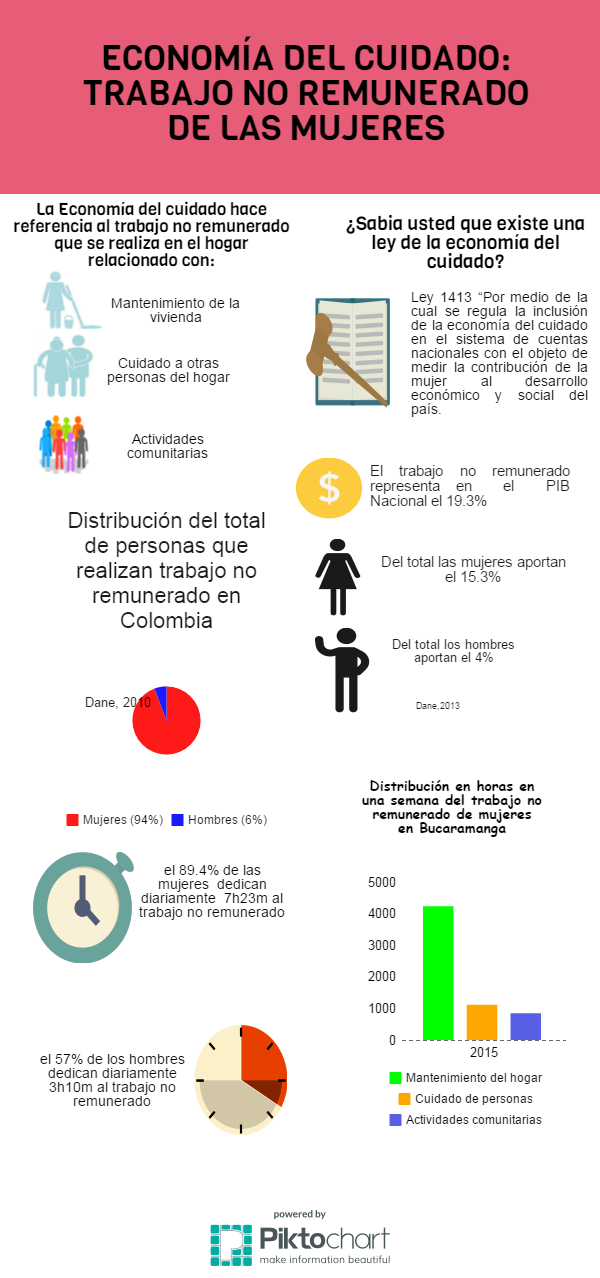 ECONOMÍA DEL CUIDADO:
TRABAJO NO REMUNERADO
DE LAS MUJERES
La Economía del cuidado hace
referencia al trabajo no remunerado
que se realiza en el hogar
relacionado con:
Mantenimiento de la
vivienda
Cuidado a otras
personas del hogar
Actividades
comunitarias
Distribución del total
de personas que
realizan trabajo no
remunerado en
Colombia
Dane, 2010
Mujeres (94%) Hombres (6%)
el 89.4% de las
mujeres dedican
diariamente 7h23m al
trabajo no remunerado
el 57% de los hombres
dedican diariamente
3h10m al trabajo no
remunerado
¿Sabia usted que existe una
ley de la economía del
cuidado?
Ley 1413 “Por medio de la
cual se regula la inclusión
de la economía del cuidado
en el sistema de cuentas
nacionales con el objeto de
medir la contribución de la
mujer al desarrollo
económico y social del
país.
$
El trabajo no remunerado
representa en el PIB
Nacional el 19.3%
Del total las mujeres aportan
el 15.3%
Del total los hombres
aportan el 4%
Dane,2013
Distribución en horas en
una semana del trabajo no
remunerado de mujeres
en Bucaramanga
5000
4000
3000
2000
1000
0
2015
Mantenimiento del hogar
Cuidado de personas
Actividades comunitarias
powered by
Piktochart
make information beautiful